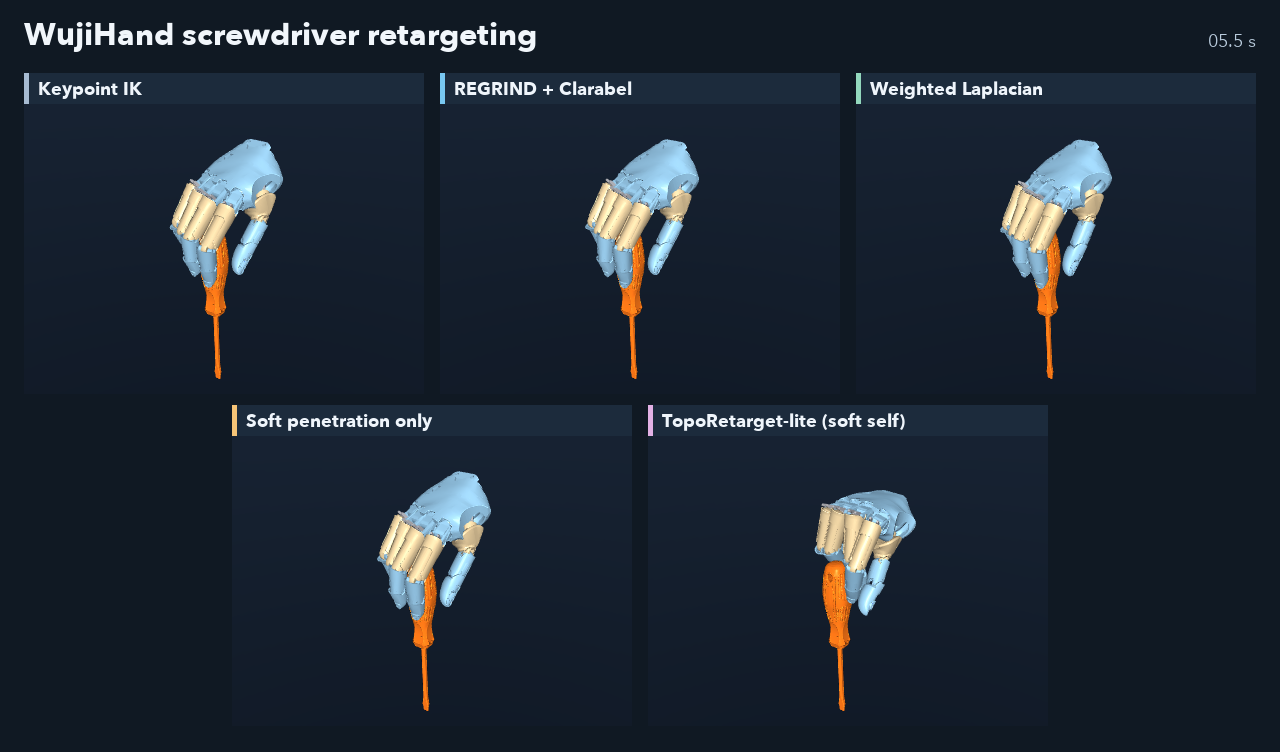 WujiHand screwdriver retargeting
05.5 s
Keypoint IK
REGRIND + Clarabel
Weighted Laplacian
Soft penetration only
TopoRetarget-lite (soft self)